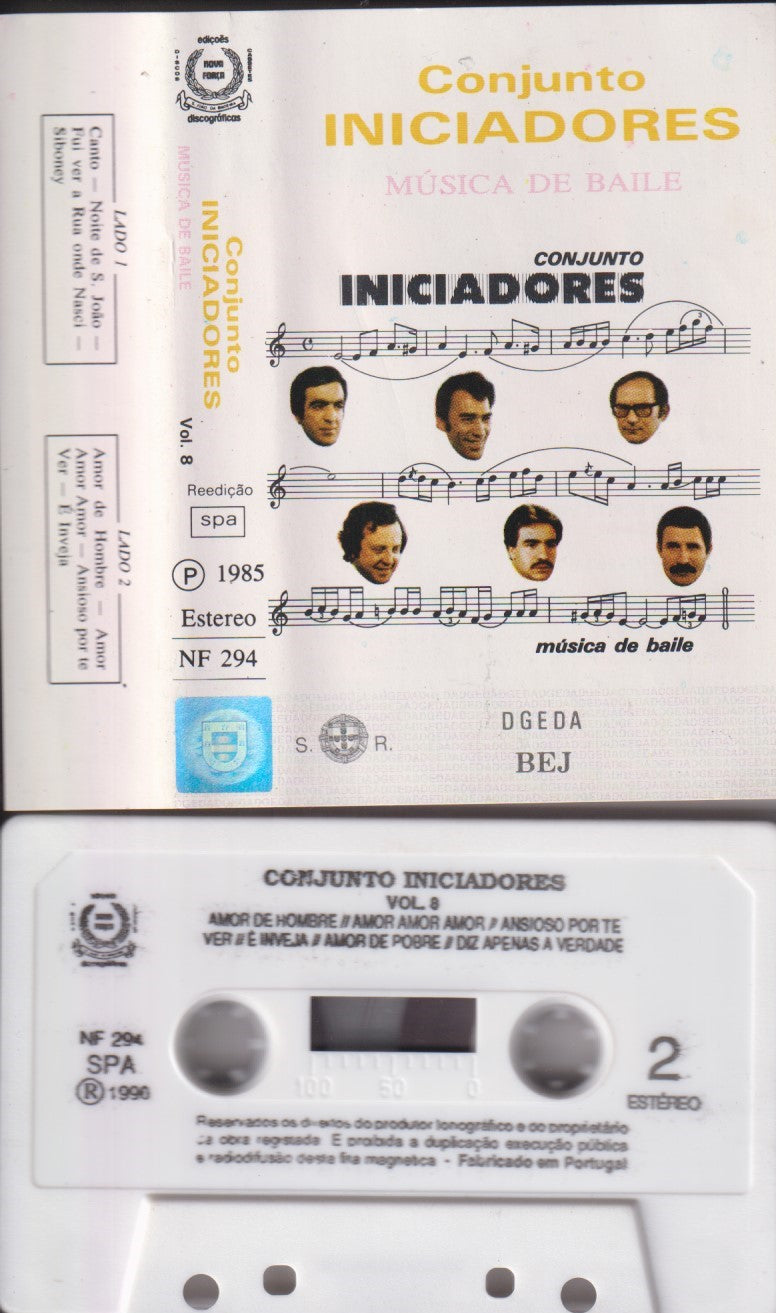 edições
NOVA
FORÇA
S. JOÃO DA MADEIRA
discográficas
Conjunto
INICIADORES
MÚSICA DE BAILE
CONJUNTO
INICIADORES
música de baile
S. R.
DGEDA
BEJ
MÚSICA DE BAILE
Conjunto
INICIADORES
Vol. 8
Reedição
spa
P 1985
Estereo
NF 294
LADO 1
Canto — Noite de S. João —
Fui ver a Rua onde Nasci —
Siboney
LADO 2
Amor de Hombre — Amor
Amor Amor — Ansioso por te
Ver — É Inveja
CONJUNTO INICIADORES
VOL. 8
AMOR DE HOMBRE // AMOR AMOR AMOR // ANSIOSO POR TE
VER // É INVEJA // AMOR DE POBRE // DIZ APENAS A VERDADE
NF 294
SPA
R 1990
100 50 0
2
ESTÉREO
Reservados os direitos do produtor fonográfico e do proprietário
da obra registada. E proibida a duplicação execução pública
e radiodifusão desta fita magnetica - Fabricado em Portugal